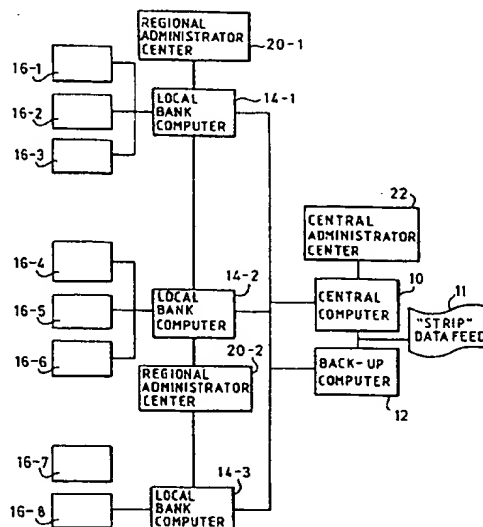 REGIONAL
ADMINISTRATOR
CENTER
20-1
16-1
16-2
16-3
LOCAL
BANK
COMPUTER
14-1
22
CENTRAL
ADMINISTRATOR
CENTER
16-4
16-5
16-6
14-2
LOCAL
BANK
COMPUTER
10
CENTRAL
COMPUTER
11
"STRIP"
DATA FEED
20-2
REGIONAL
ADMINISTRATOR
CENTER
BACK-UP
COMPUTER
12
16-7
16-8
14-3
LOCAL
BANK
COMPUTER